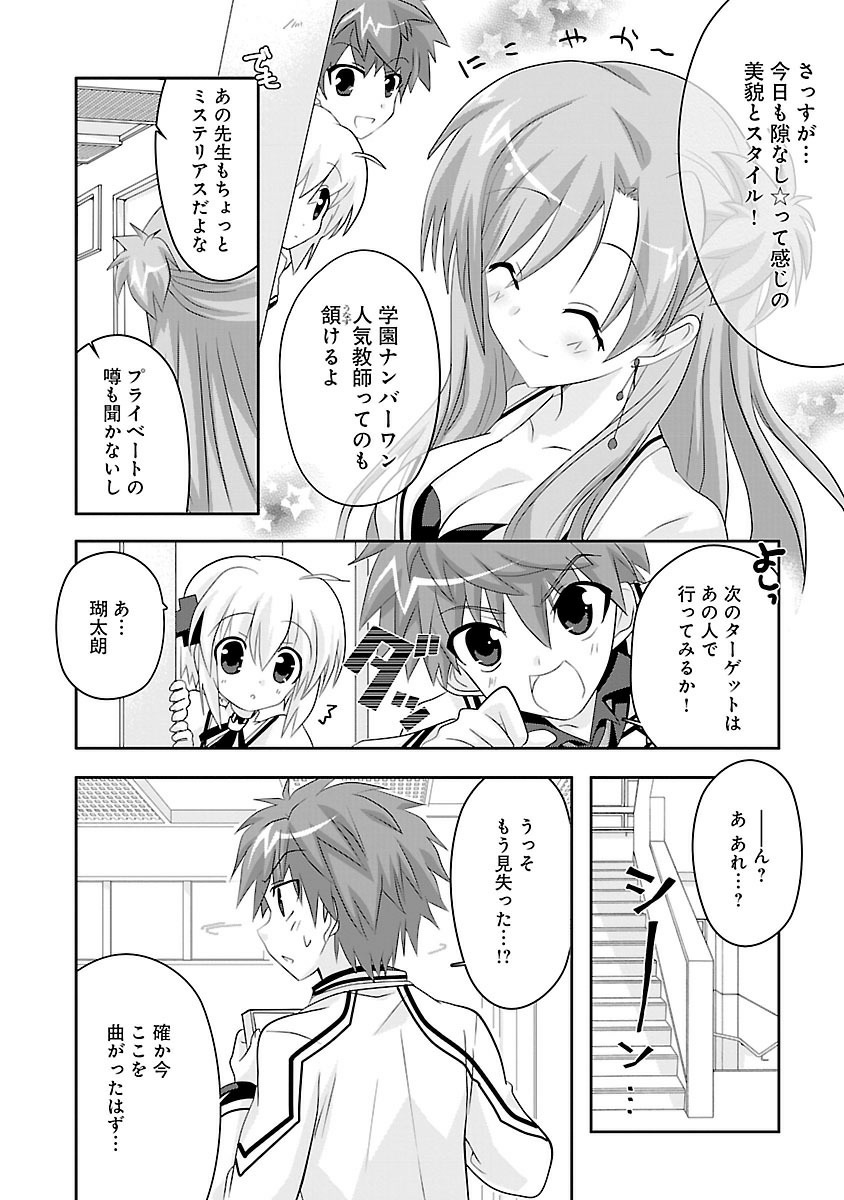 さっすが…
今日も隙なし☆って感じの
美貌とスタイル！
にこ
まか〜
学園ナンバーワン
人気教師ってのも
頷けるよ
うなず
でも
あの先生もちょっと
ミステリアスだよな
プライベートの
噂も聞かないし
よしっ
次のターゲットは
あの人で
行ってみるか！
ダッ
あ…
瑚太朗
──ん？
あ あれ…？
シーーン…
うっそ
もう見失った…!?
確か今
ここを
曲がったはず…